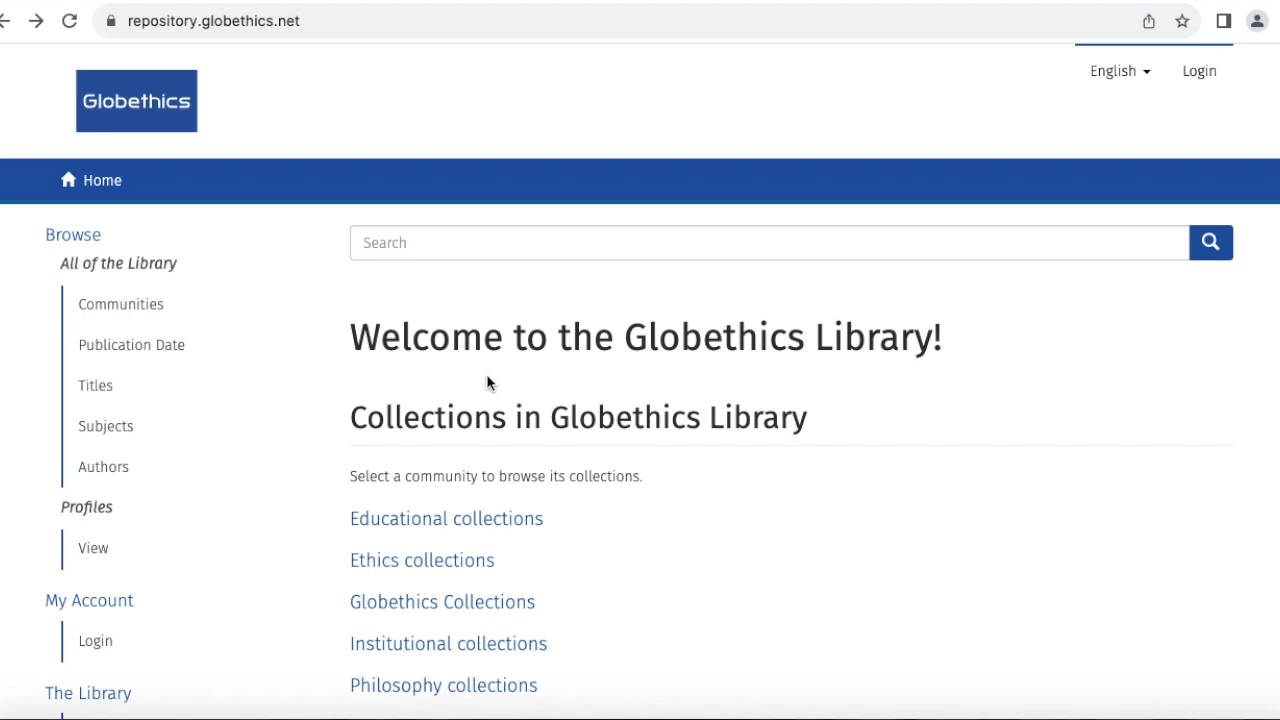 repository.globethics.net
English
Login
Globethics
Home
Browse
All of the Library
Communities
Publication Date
Titles
Subjects
Authors
Profiles
View
My Account
Login
The Library
Search
Welcome to the Globethics Library!
Collections in Globethics Library
Select a community to browse its collections.
Educational collections
Ethics collections
Globethics Collections
Institutional collections
Philosophy collections